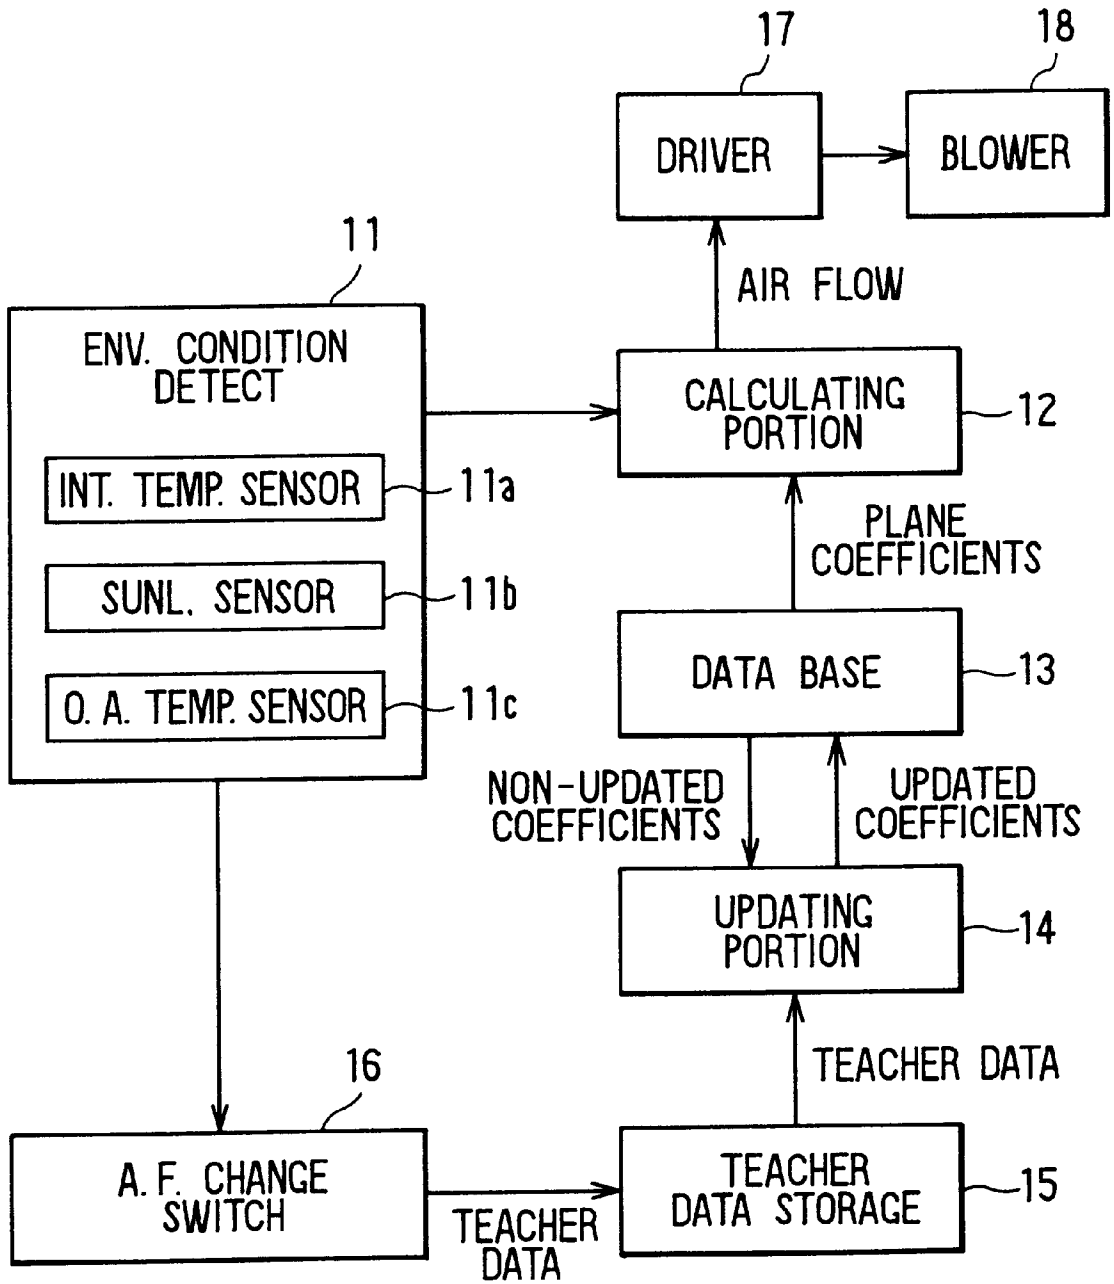 17
18
DRIVER
BLOWER
AIR FLOW
11
ENV. CONDITION
DETECT
INT. TEMP. SENSOR
11a
SUNL. SENSOR
11b
O. A. TEMP. SENSOR
11c
CALCULATING
PORTION
12
PLANE
COEFFICIENTS
DATA BASE
13
NON-UPDATED
COEFFICIENTS
UPDATED
COEFFICIENTS
UPDATING
PORTION
14
TEACHER DATA
16
A. F. CHANGE
SWITCH
TEACHER
DATA
TEACHER
DATA STORAGE
15